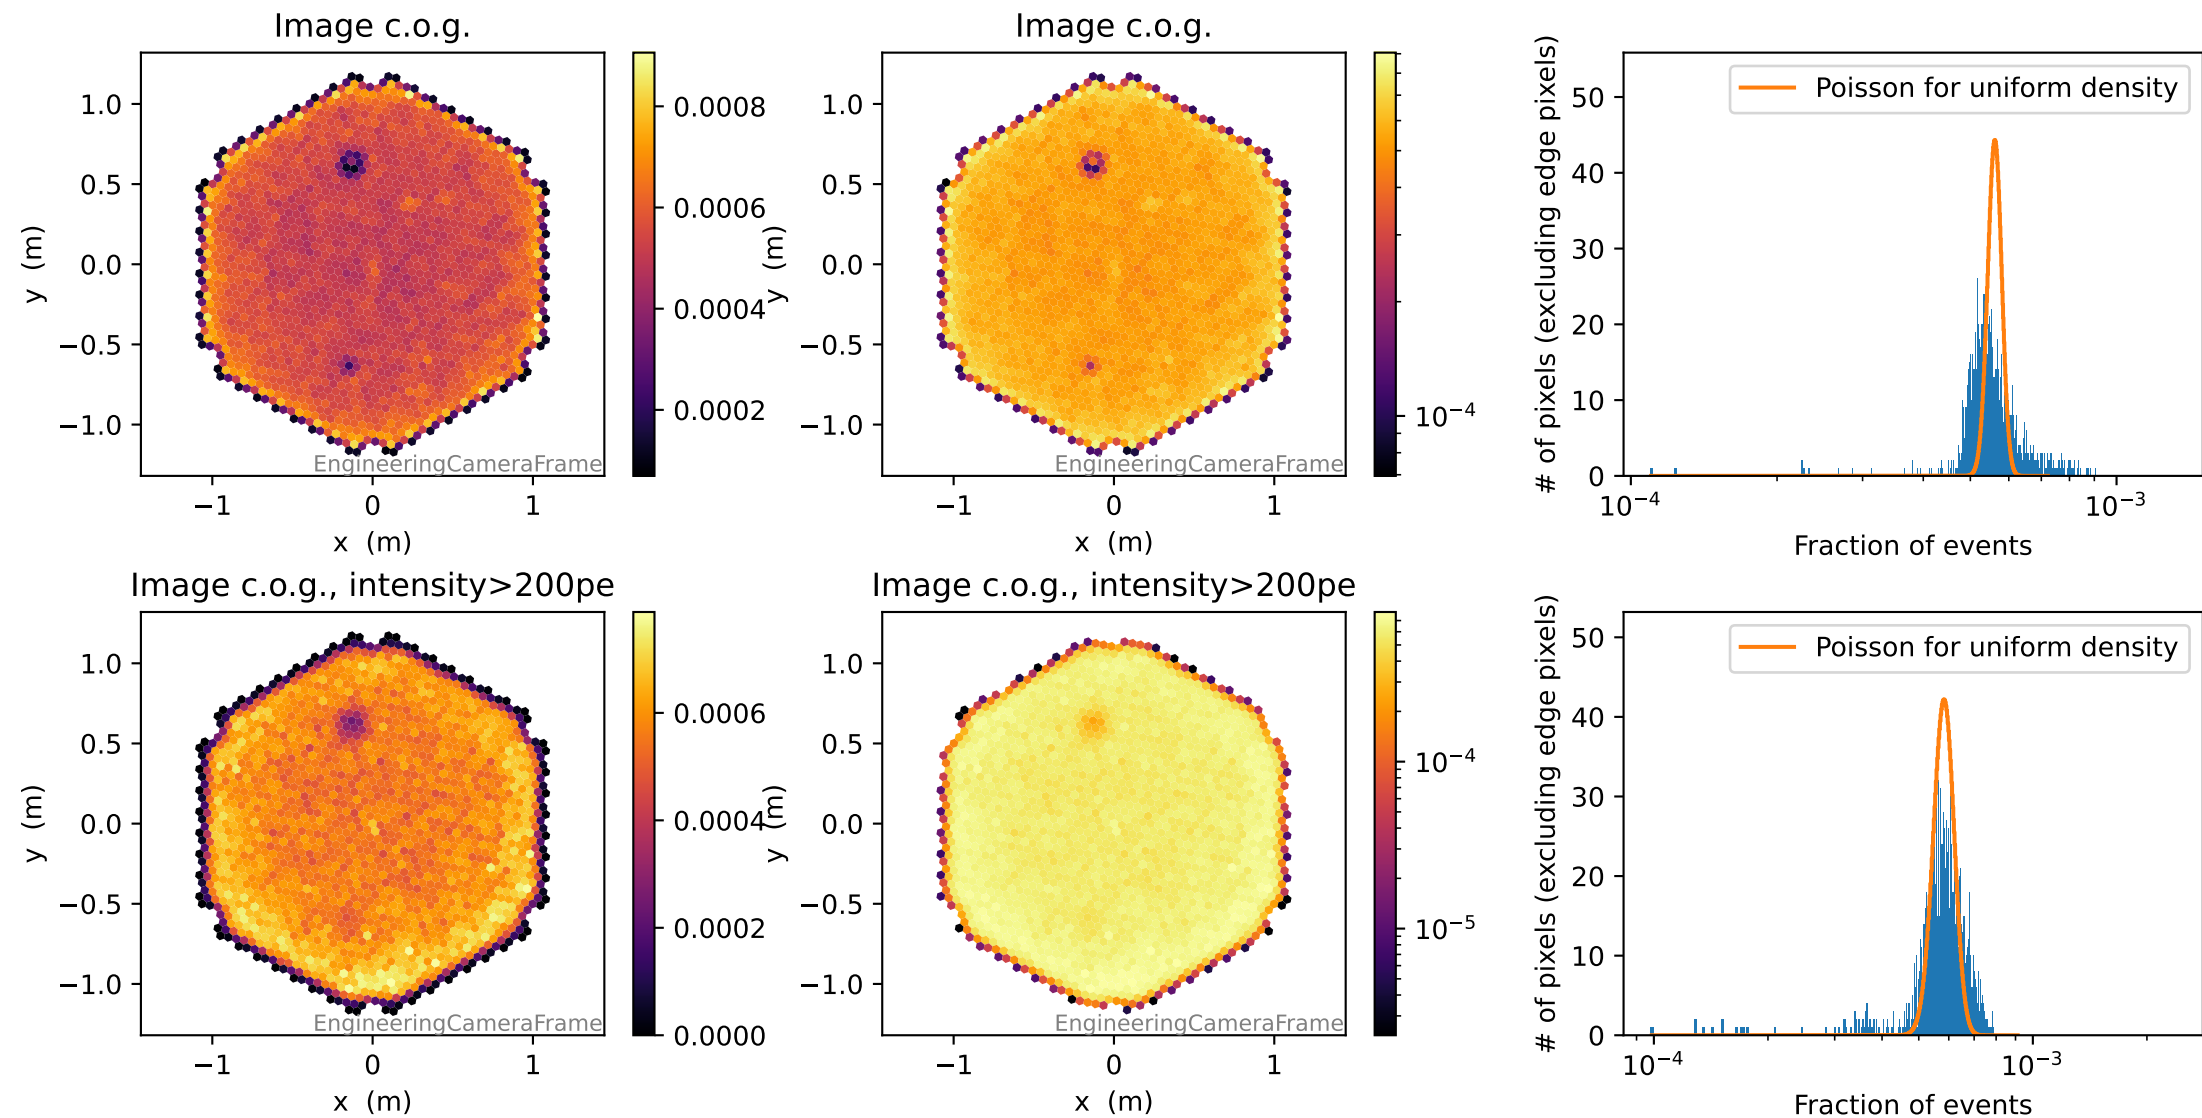 Image c.o.g.
1.0
0.5
0.0
−0.5
−1.0
y (m)
−1
0
1
x (m)
EngineeringCameraFrame
0.0008
0.0006
0.0004
0.0002
Image c.o.g.
1.0
0.5
0.0
−0.5
−1.0
y (m)
−1
0
1
x (m)
EngineeringCameraFrame
10⁻⁴
# of pixels (excluding edge pixels)
50
40
30
20
10
0
Poisson for uniform density
10⁻⁴
10⁻³
Fraction of events
Image c.o.g., intensity>200pe
1.0
0.5
0.0
−0.5
−1.0
y (m)
−1
0
1
x (m)
EngineeringCameraFrame
0.0006
0.0004
0.0002
0.0000
Image c.o.g., intensity>200pe
1.0
0.5
0.0
−0.5
−1.0
y (m)
−1
0
1
x (m)
EngineeringCameraFrame
10⁻⁴
10⁻⁵
# of pixels (excluding edge pixels)
50
40
30
20
10
0
Poisson for uniform density
10⁻⁴
10⁻³
Fraction of events